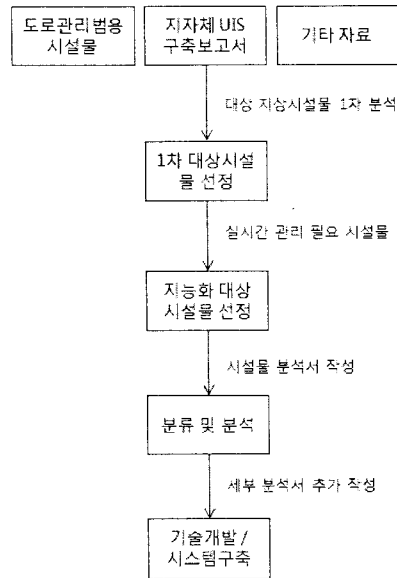 도로관리범용
시설물
지자체 UIS
구축보고서
기타 자료
대상 지상시설물 1차 분석
1차 대상시설
물 선정
실시간 관리 필요 시설물
지능화 대상
시설물 선정
시설물 분석서 작성
분류 및 분석
세부 분석서 추가 작성
기술개발 /
시스템구축